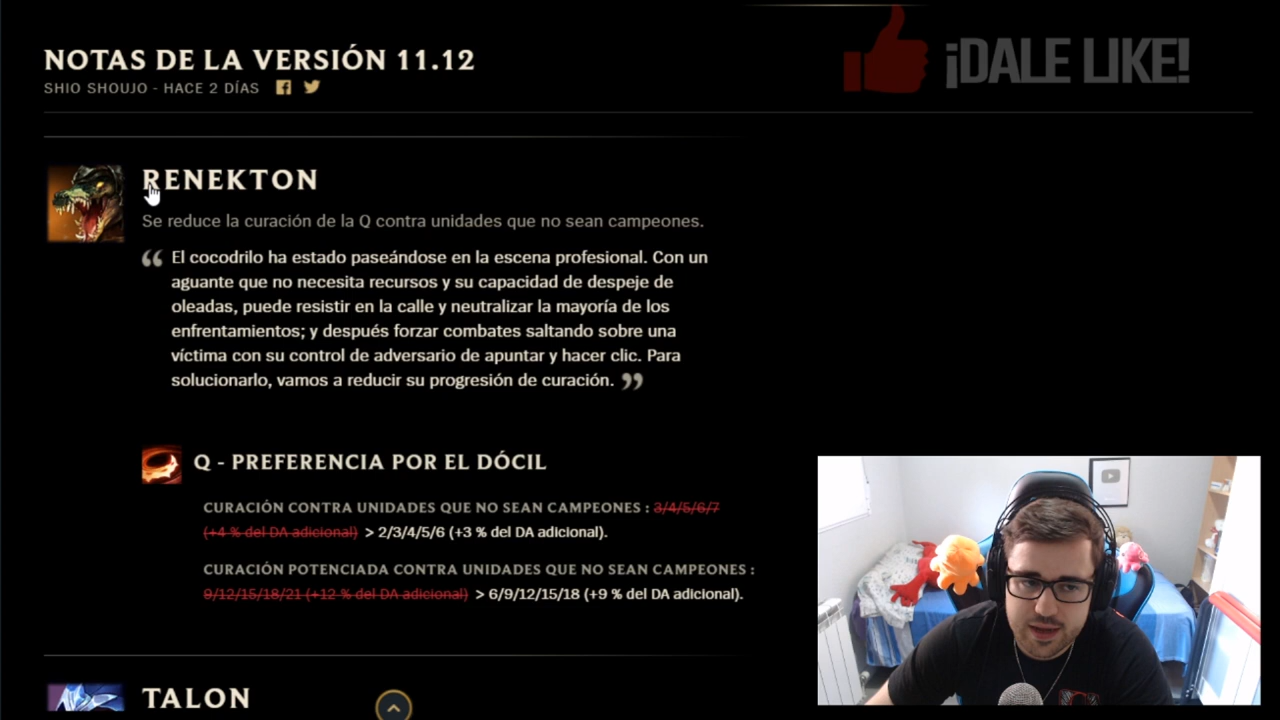 NOTAS DE LA VERSIÓN 11.12
SHIO SHOUJO - HACE 2 DÍAS
¡DALE LIKE!
RENEKTON
Se reduce la curación de la Q contra unidades que no sean campeones.
“ El cocodrilo ha estado paseándose en la escena profesional. Con un
aguante que no necesita recursos y su capacidad de despeje de
oleadas, puede resistir en la calle y neutralizar la mayoría de los
enfrentamientos; y después forzar combates saltando sobre una
víctima con su control de adversario de apuntar y hacer clic. Para
solucionarlo, vamos a reducir su progresión de curación. ”
Q - PREFERENCIA POR EL DÓCIL
CURACIÓN CONTRA UNIDADES QUE NO SEAN CAMPEONES : 3/4/5/6/7
(+4 % del DA adicional) > 2/3/4/5/6 (+3 % del DA adicional).
CURACIÓN POTENCIADA CONTRA UNIDADES QUE NO SEAN CAMPEONES :
9/12/15/18/21 (+12 % del DA adicional) > 6/9/12/15/18 (+9 % del DA adicional).
TALON